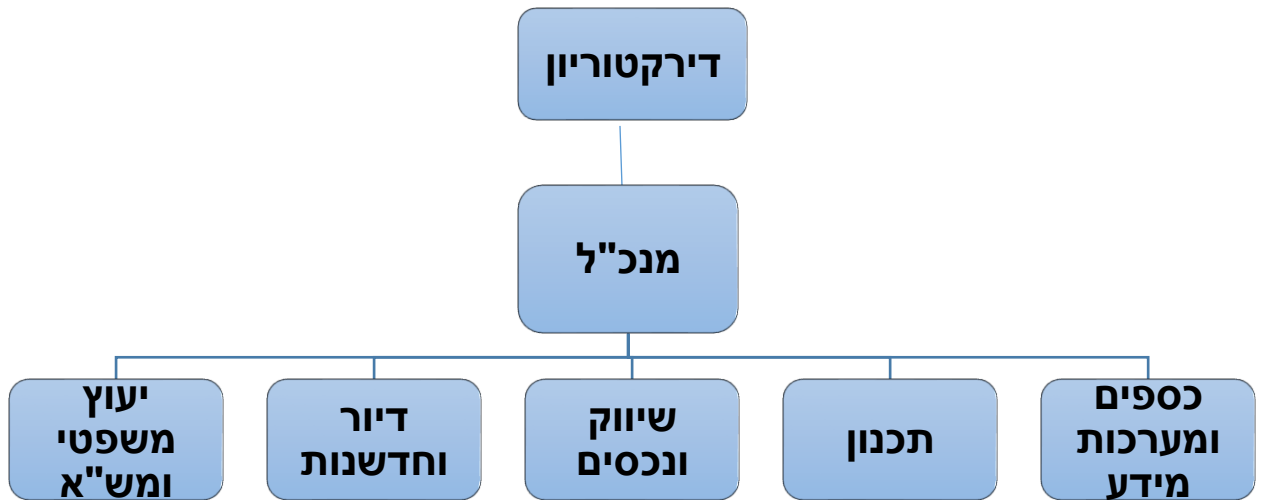 דירקטוריון
מנכ"ל
כספים
ומערכות
מידע
תכנון
שיווק
ונכסים
דיור
וחדשנות
יעוץ
משפטי
ומש"א